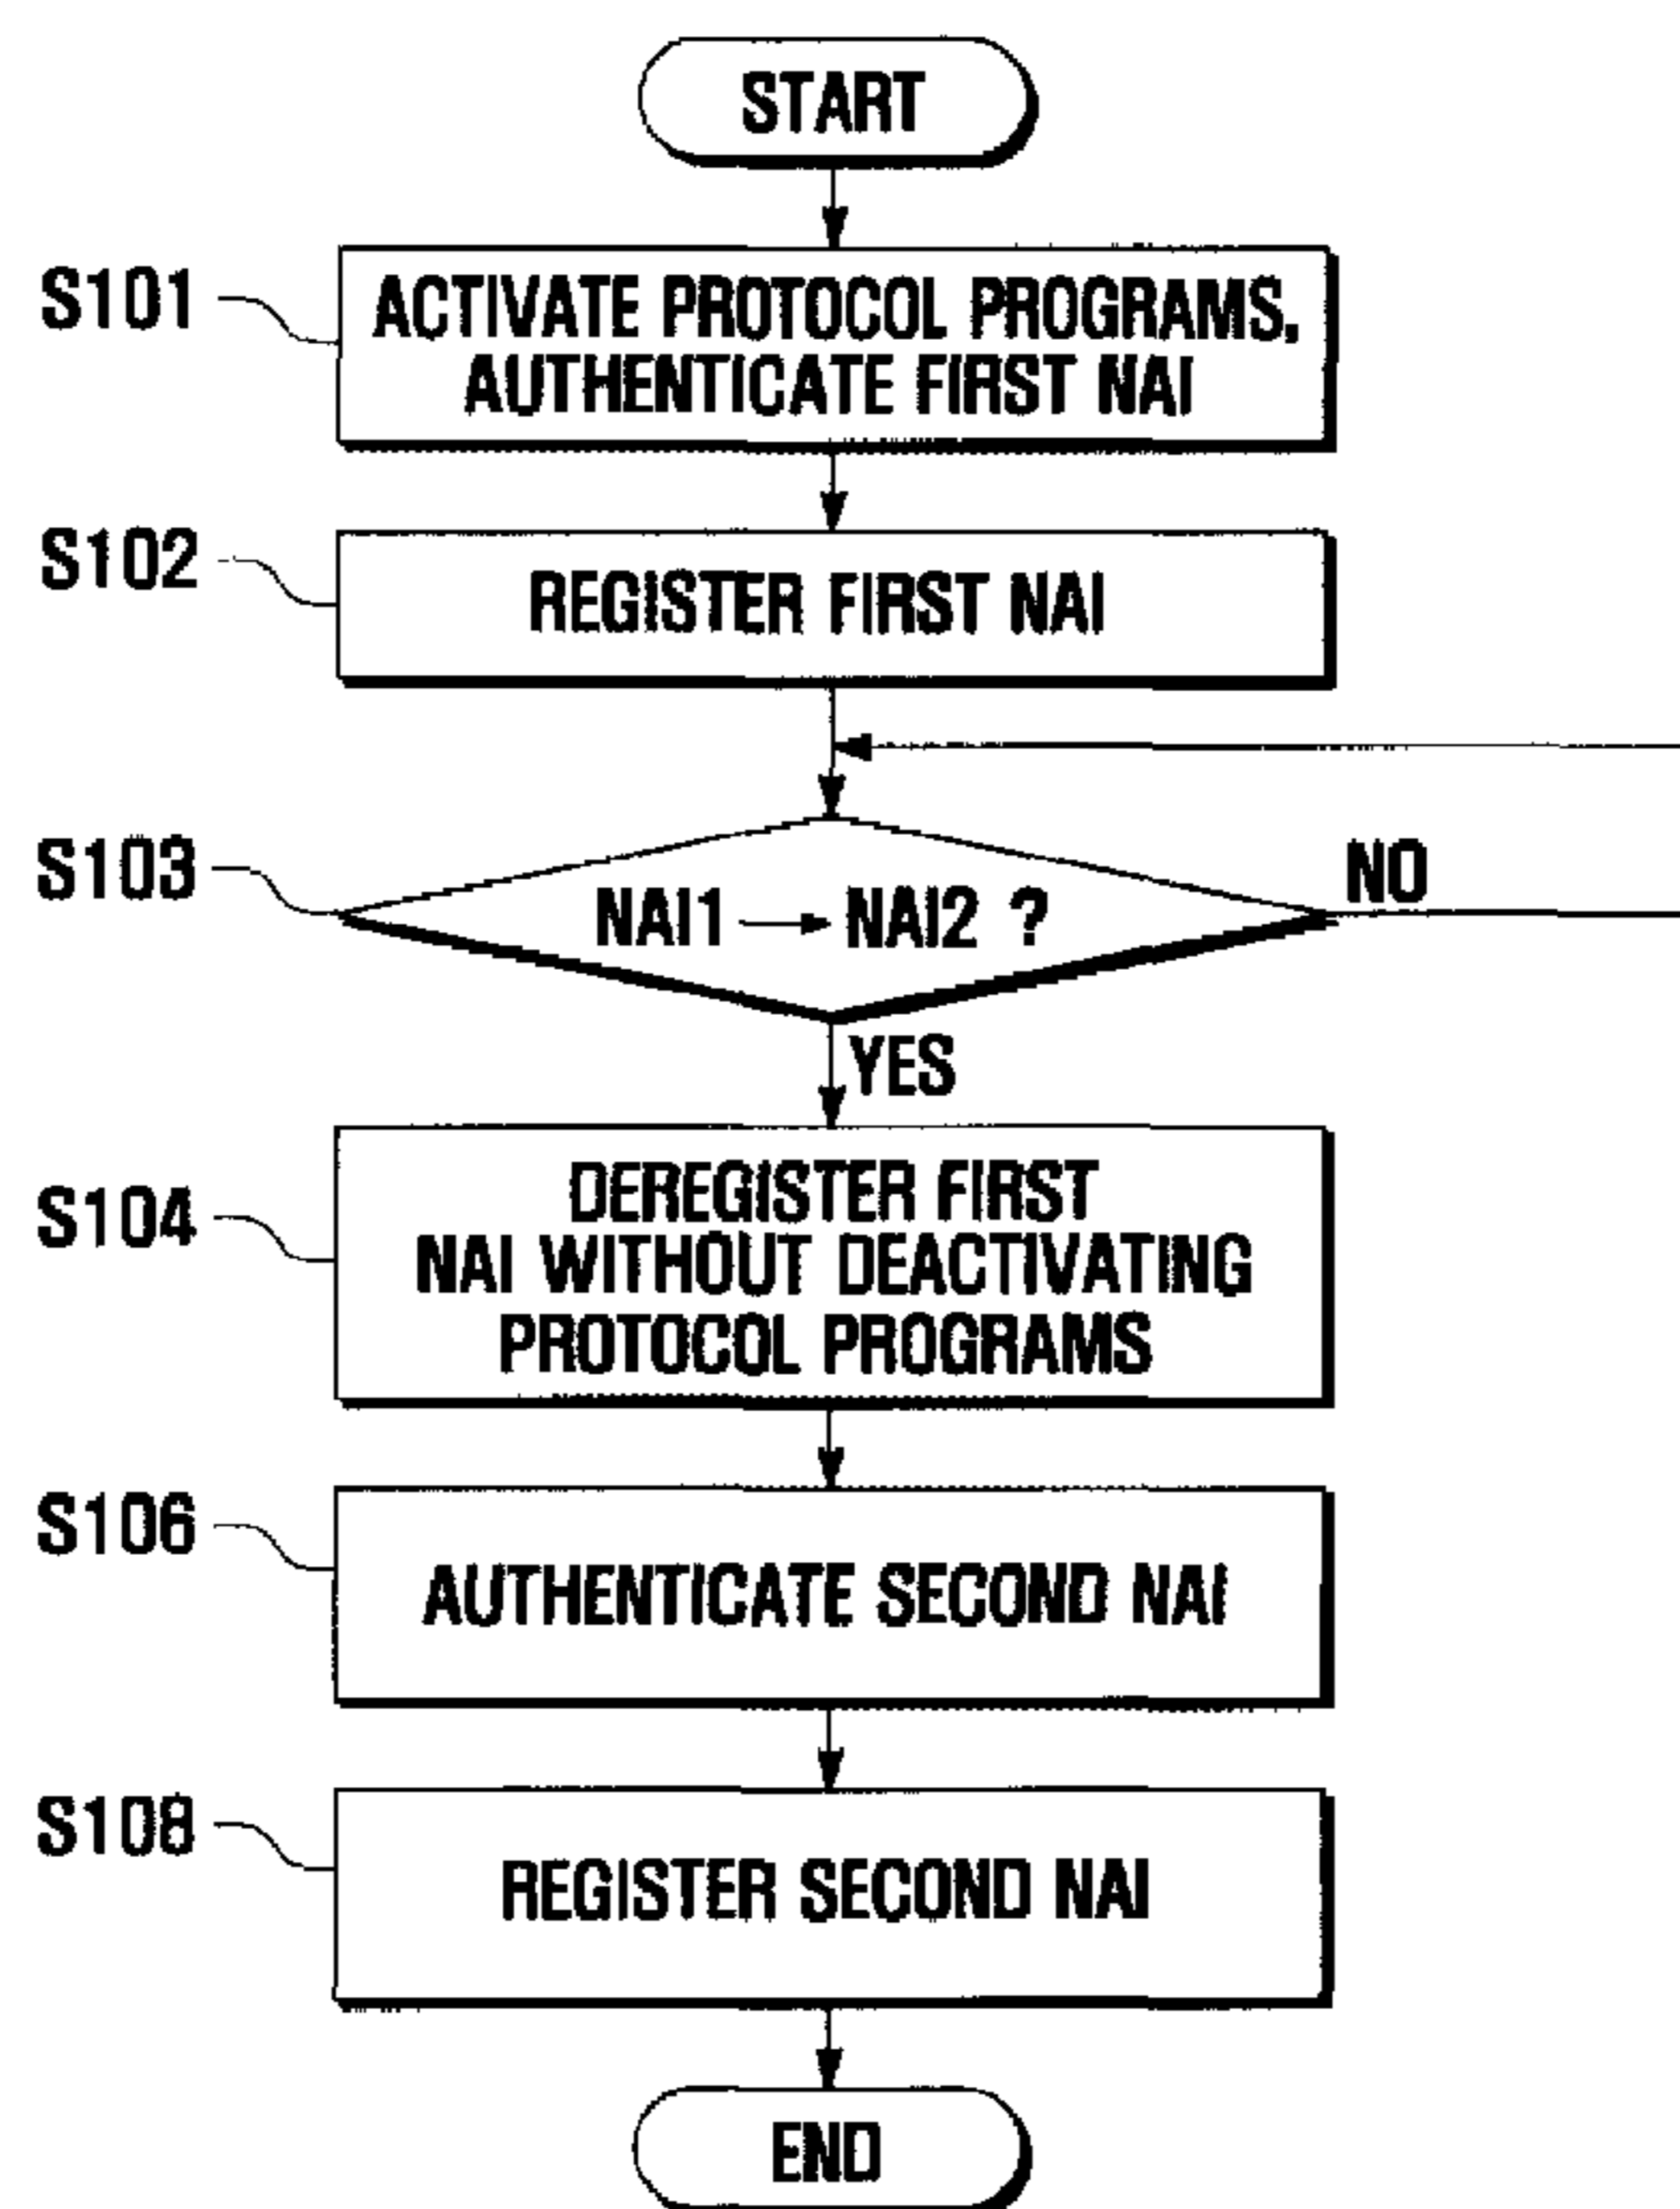 START
S101
ACTIVATE PROTOCOL PROGRAMS,
AUTHENTICATE FIRST NAI
S102
REGISTER FIRST NAI
S103
NAI1 → NAI2 ?
NO
YES
S104
DEREGISTER FIRST
NAI WITHOUT DEACTIVATING
PROTOCOL PROGRAMS
S106
AUTHENTICATE SECOND NAI
S108
REGISTER SECOND NAI
END